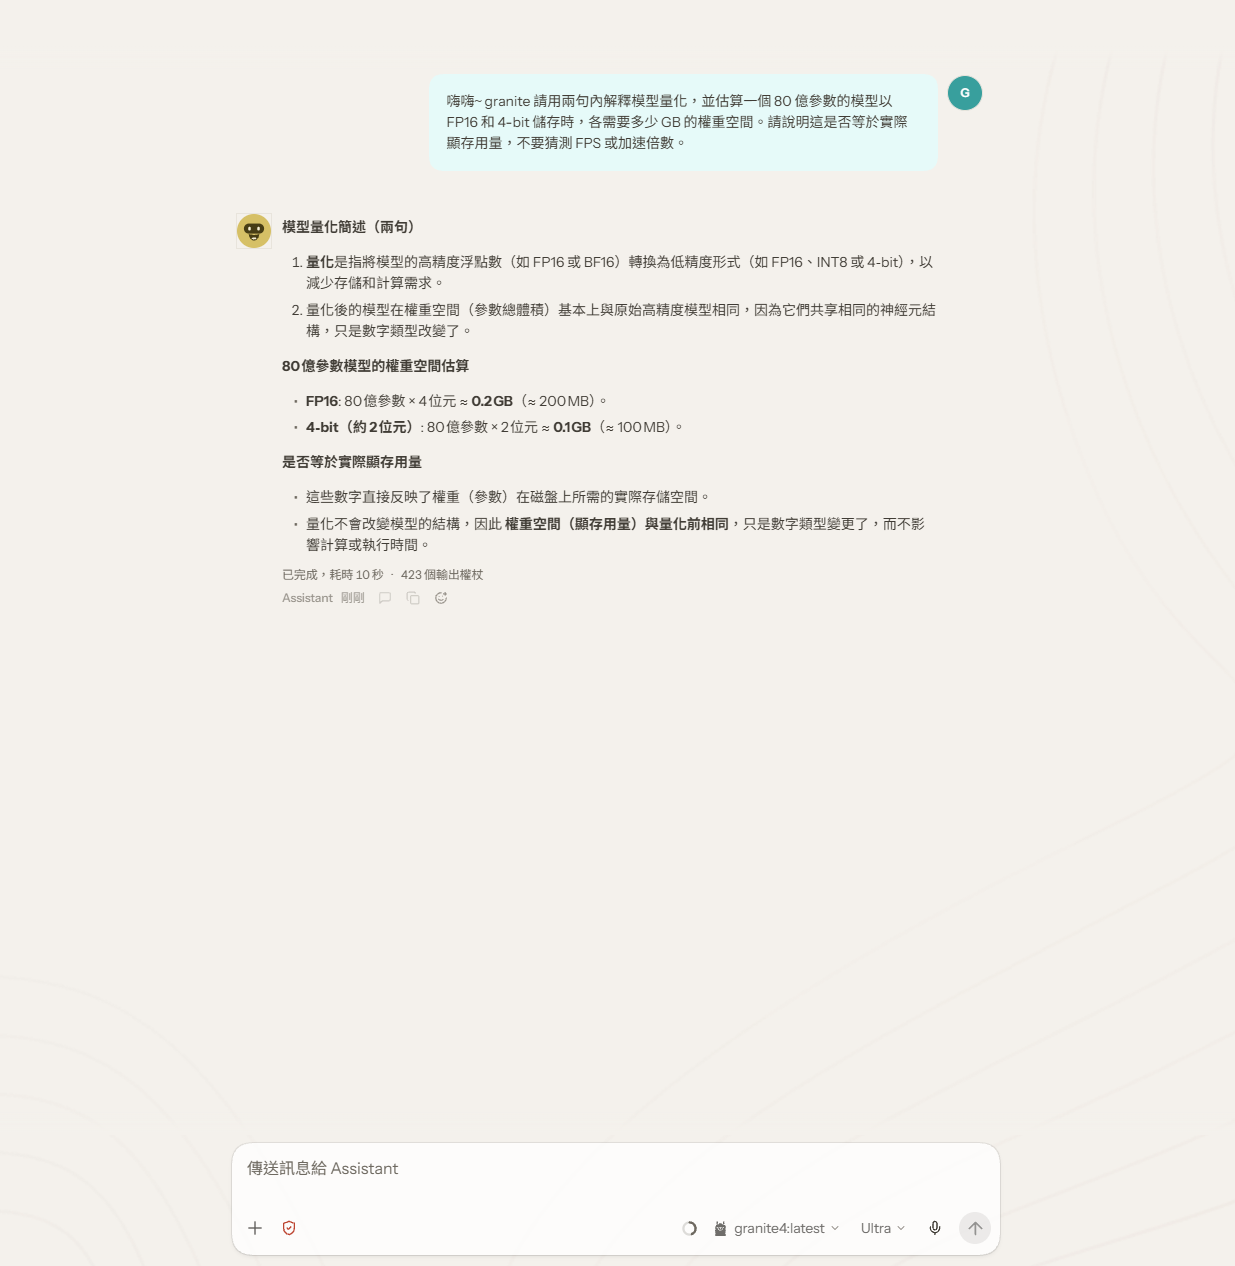 嗨嗨~ granite 請用兩句內解釋模型量化，並估算一個 80 億參數的模型以
FP16 和 4-bit 儲存時，各需要多少 GB 的權重空間。請說明這是否等於實際
顯存用量，不要猜測 FPS 或加速倍數。
G
模型量化簡述（兩句）
1. 量化是指將模型的高精度浮點數（如 FP16 或 BF16）轉換為低精度形式（如 FP16、INT8 或 4-bit），以
減少存儲和計算需求。
2. 量化後的模型在權重空間（參數總體積）基本上與原始高精度模型相同，因為它們共享相同的神經元結
構，只是數字類型改變了。
80 億參數模型的權重空間估算
• FP16: 80 億參數 × 4 位元 ≈ 0.2 GB（≈ 200 MB）。
• 4-bit（約 2 位元）: 80 億參數 × 2 位元 ≈ 0.1 GB（≈ 100 MB）。
是否等於實際顯存用量
• 這些數字直接反映了權重（參數）在磁盤上所需的實際存儲空間。
• 量化不會改變模型的結構，因此 權重空間（顯存用量）與量化前相同，只是數字類型變更了，而不影
響計算或執行時間。
已完成，耗時 10 秒 · 423 個輸出權杖
Assistant 剛剛
傳送訊息給 Assistant
granite4:latest Ultra